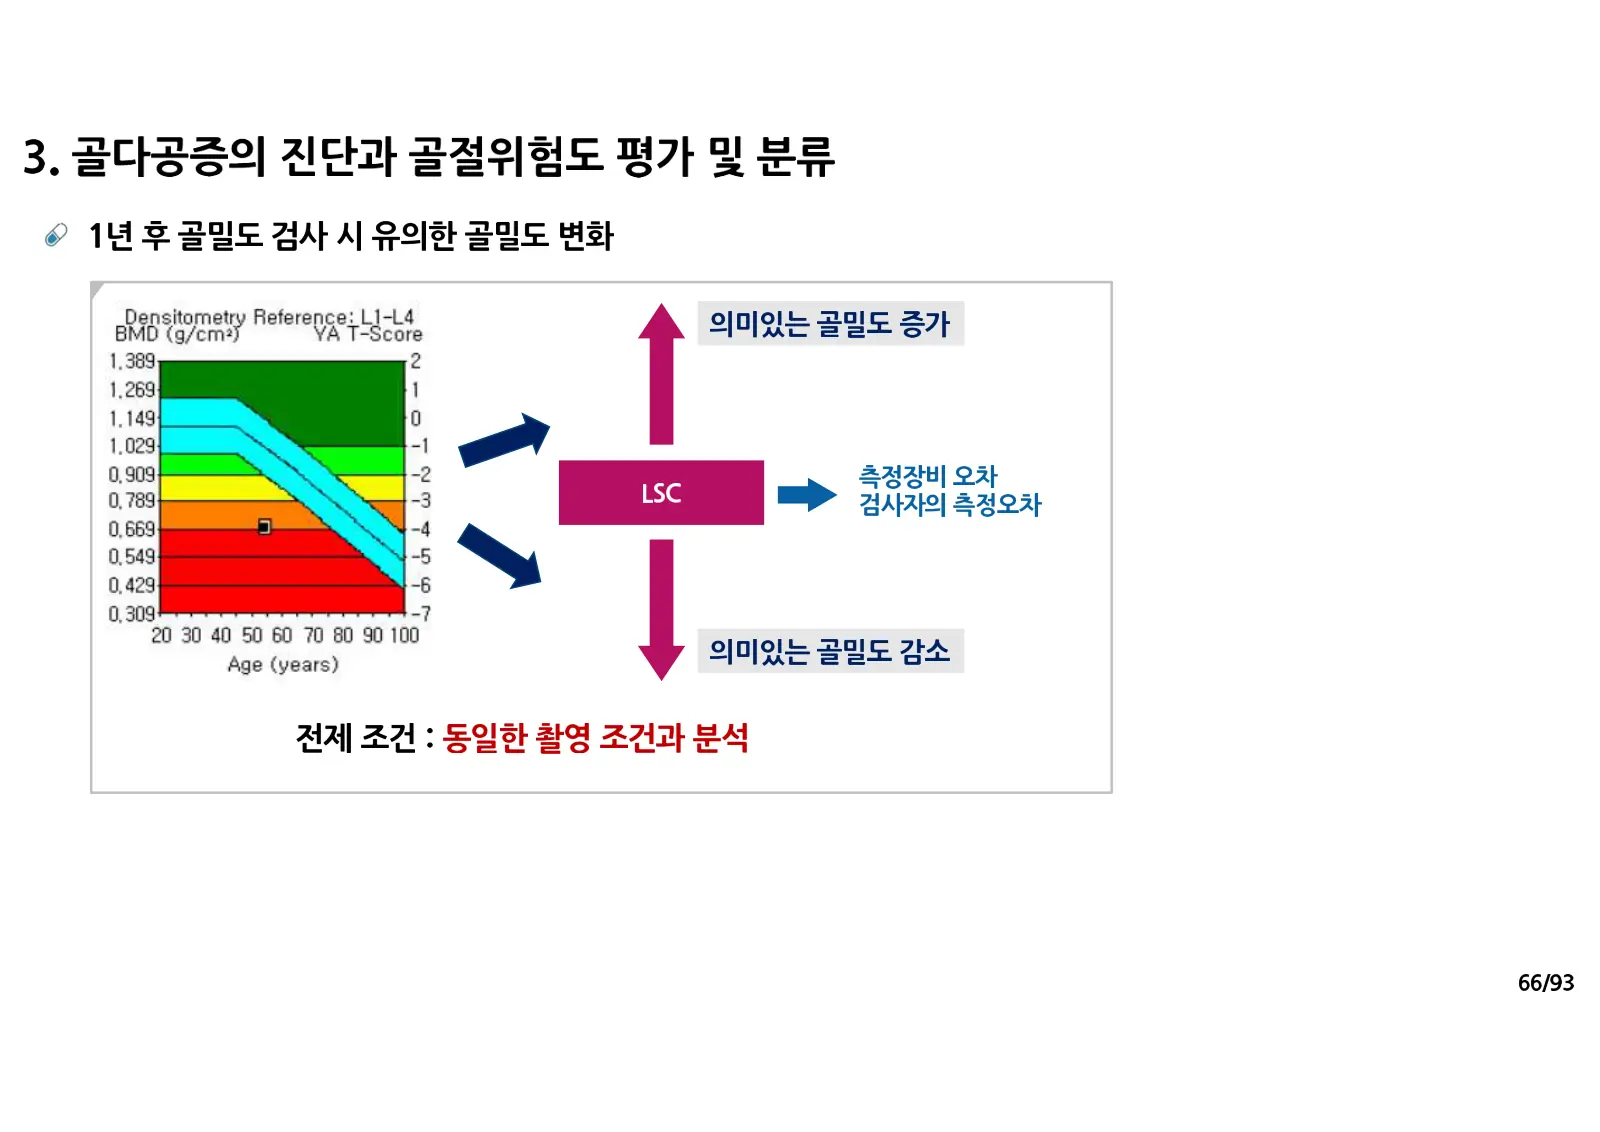 3. 골다공증의 진단과 골절위험도 평가 및 분류
1년 후 골밀도 검사 시 유의한 골밀도 변화
Densitometry Reference: L1-L4
BMD (g/cm²) YA T-Score
1,389 2
1,269 1
1,149 0
1,029 -1
0,909 -2
0,789 -3
0,669 -4
0,549 -5
0,429 -6
0,309 -7
20 30 40 50 60 70 80 90 100
Age (years)
의미있는 골밀도 증가
LSC
측정장비 오차
검사자의 측정오차
의미있는 골밀도 감소
전제 조건 : 동일한 촬영 조건과 분석
66/93